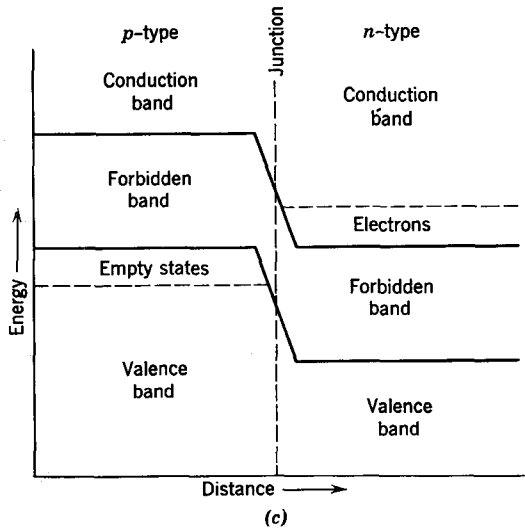 p-type
n-type
Junction
Conduction
band
Conduction
band
Forbidden
band
Electrons
Empty states
Forbidden
band
Energy
Valence
band
Valence
band
Distance
(c)